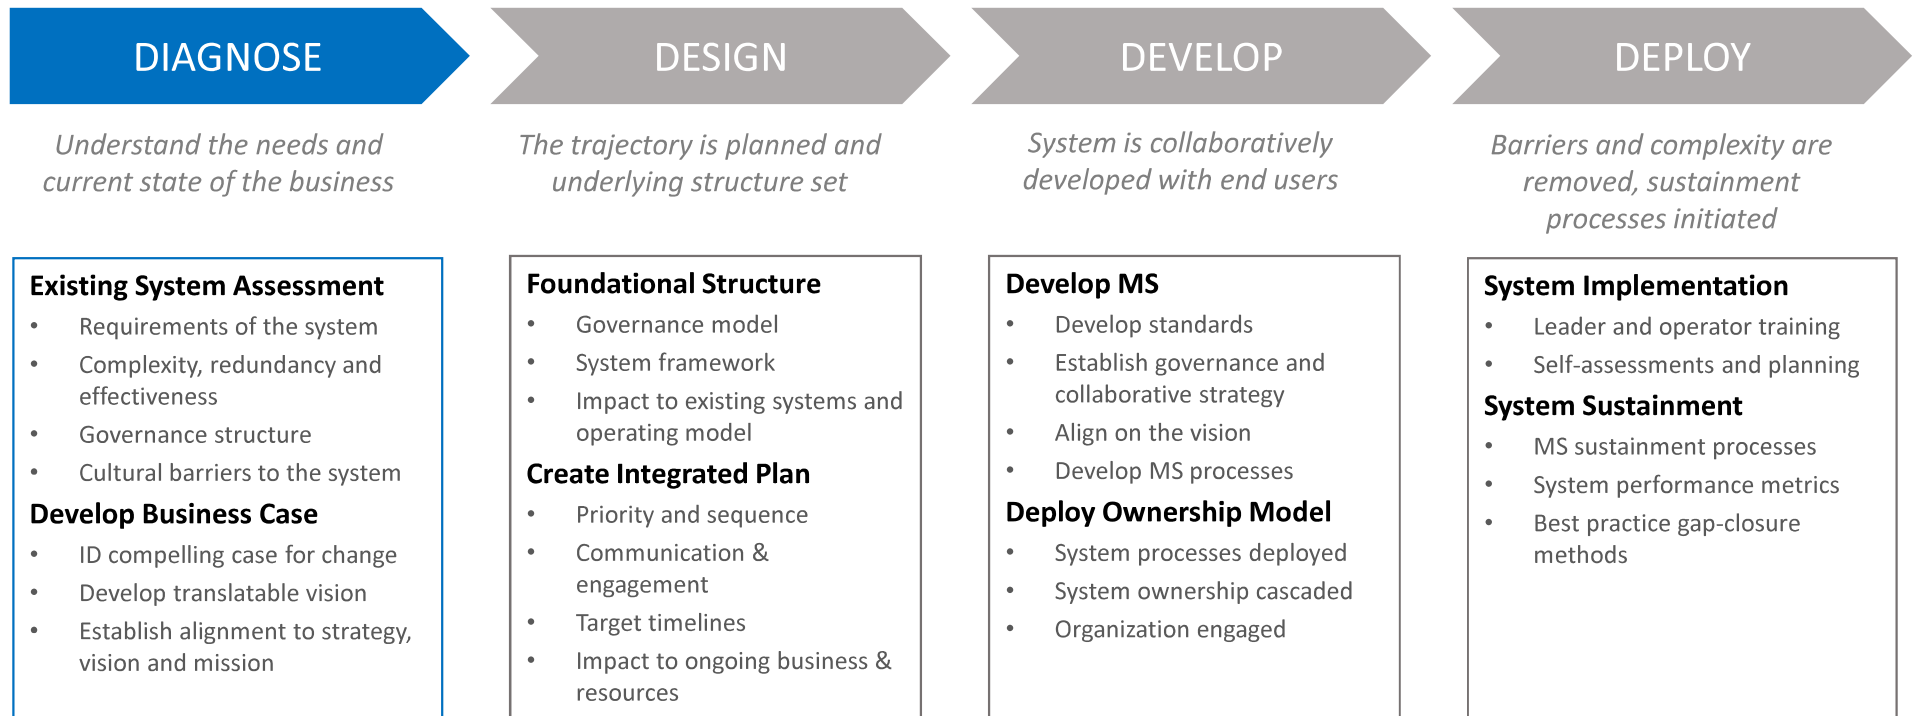 DIAGNOSE
Understand the needs and
current state of the business
Existing System Assessment
• Requirements of the system
• Complexity, redundancy and
effectiveness
• Governance structure
• Cultural barriers to the system
Develop Business Case
• ID compelling case for change
• Develop translatable vision
• Establish alignment to strategy,
vision and mission
DESIGN
The trajectory is planned and
underlying structure set
Foundational Structure
• Governance model
• System framework
• Impact to existing systems and
operating model
Create Integrated Plan
• Priority and sequence
• Communication &
engagement
• Target timelines
• Impact to ongoing business &
resources
DEVELOP
System is collaboratively
developed with end users
Develop MS
• Develop standards
• Establish governance and
collaborative strategy
• Align on the vision
• Develop MS processes
Deploy Ownership Model
• System processes deployed
• System ownership cascaded
• Organization engaged
DEPLOY
Barriers and complexity are
removed, sustainment
processes initiated
System Implementation
• Leader and operator training
• Self-assessments and planning
System Sustainment
• MS sustainment processes
• System performance metrics
• Best practice gap-closure
methods